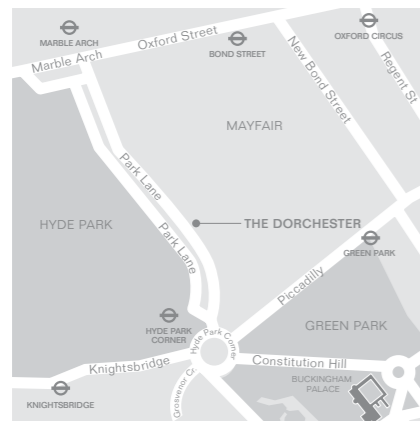 MARBLE ARCH
Oxford Street
BOND STREET
OXFORD CIRCUS
Marble Arch
New Bond Street
Regent St
MAYFAIR
Park Lane
HYDE PARK
Park Lane
THE DORCHESTER
GREEN PARK
Piccadilly
HYDE PARK
CORNER
Hyde Park Corner
GREEN PARK
Knightsbridge
Constitution Hill
Grosvenor Cr.
BUCKINGHAM
PALACE
KNIGHTSBRIDGE